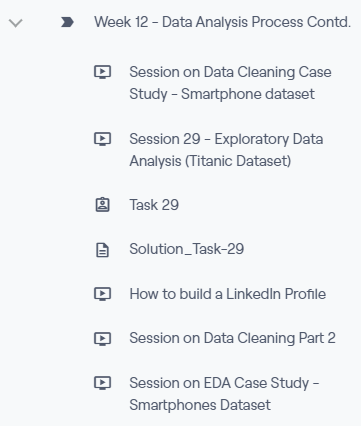 Week 12 - Data Analysis Process Contd.
Session on Data Cleaning Case
Study - Smartphone dataset
Session 29 - Exploratory Data
Analysis (Titanic Dataset)
Task 29
Solution_Task-29
How to build a LinkedIn Profile
Session on Data Cleaning Part 2
Session on EDA Case Study -
Smartphones Dataset